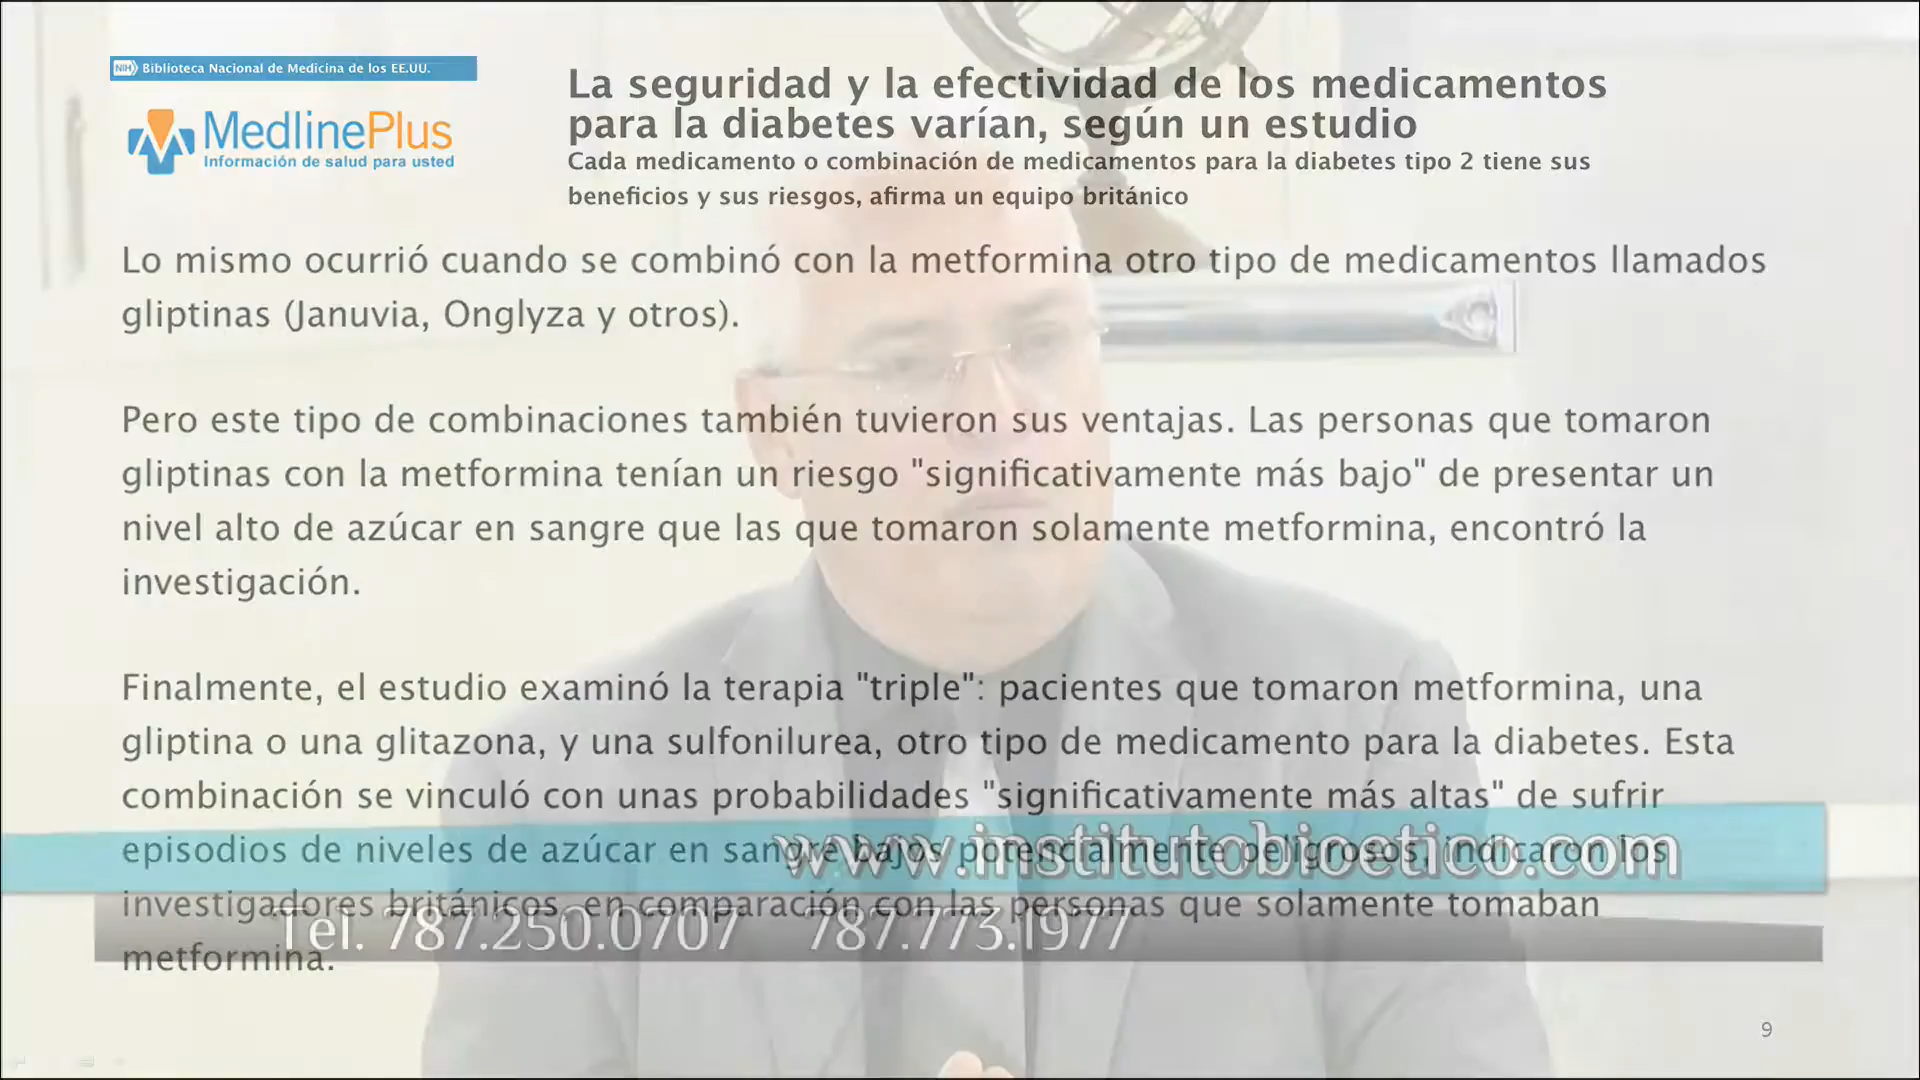 NIH Biblioteca Nacional de Medicina de los EE.UU.
MedlinePlus
Información de salud para usted
La seguridad y la efectividad de los medicamentos
para la diabetes varían, según un estudio
Cada medicamento o combinación de medicamentos para la diabetes tipo 2 tiene sus
beneficios y sus riesgos, afirma un equipo británico
Lo mismo ocurrió cuando se combinó con la metformina otro tipo de medicamentos llamados
gliptinas (Januvia, Onglyza y otros).
Pero este tipo de combinaciones también tuvieron sus ventajas. Las personas que tomaron
gliptinas con la metformina tenían un riesgo "significativamente más bajo" de presentar un
nivel alto de azúcar en sangre que las que tomaron solamente metformina, encontró la
investigación.
Finalmente, el estudio examinó la terapia "triple": pacientes que tomaron metformina, una
gliptina o una glitazona, y una sulfonilurea, otro tipo de medicamento para la diabetes. Esta
combinación se vinculó con unas probabilidades "significativamente más altas" de sufrir
episodios de niveles de azúcar en sangre bajos potencialmente peligrosos, indicaron los
www.institutobioetico.com
investigadores británicos, en comparación con las personas que solamente tomaban
Tel. 787.250.0707 787.773.1977
metformina.
9